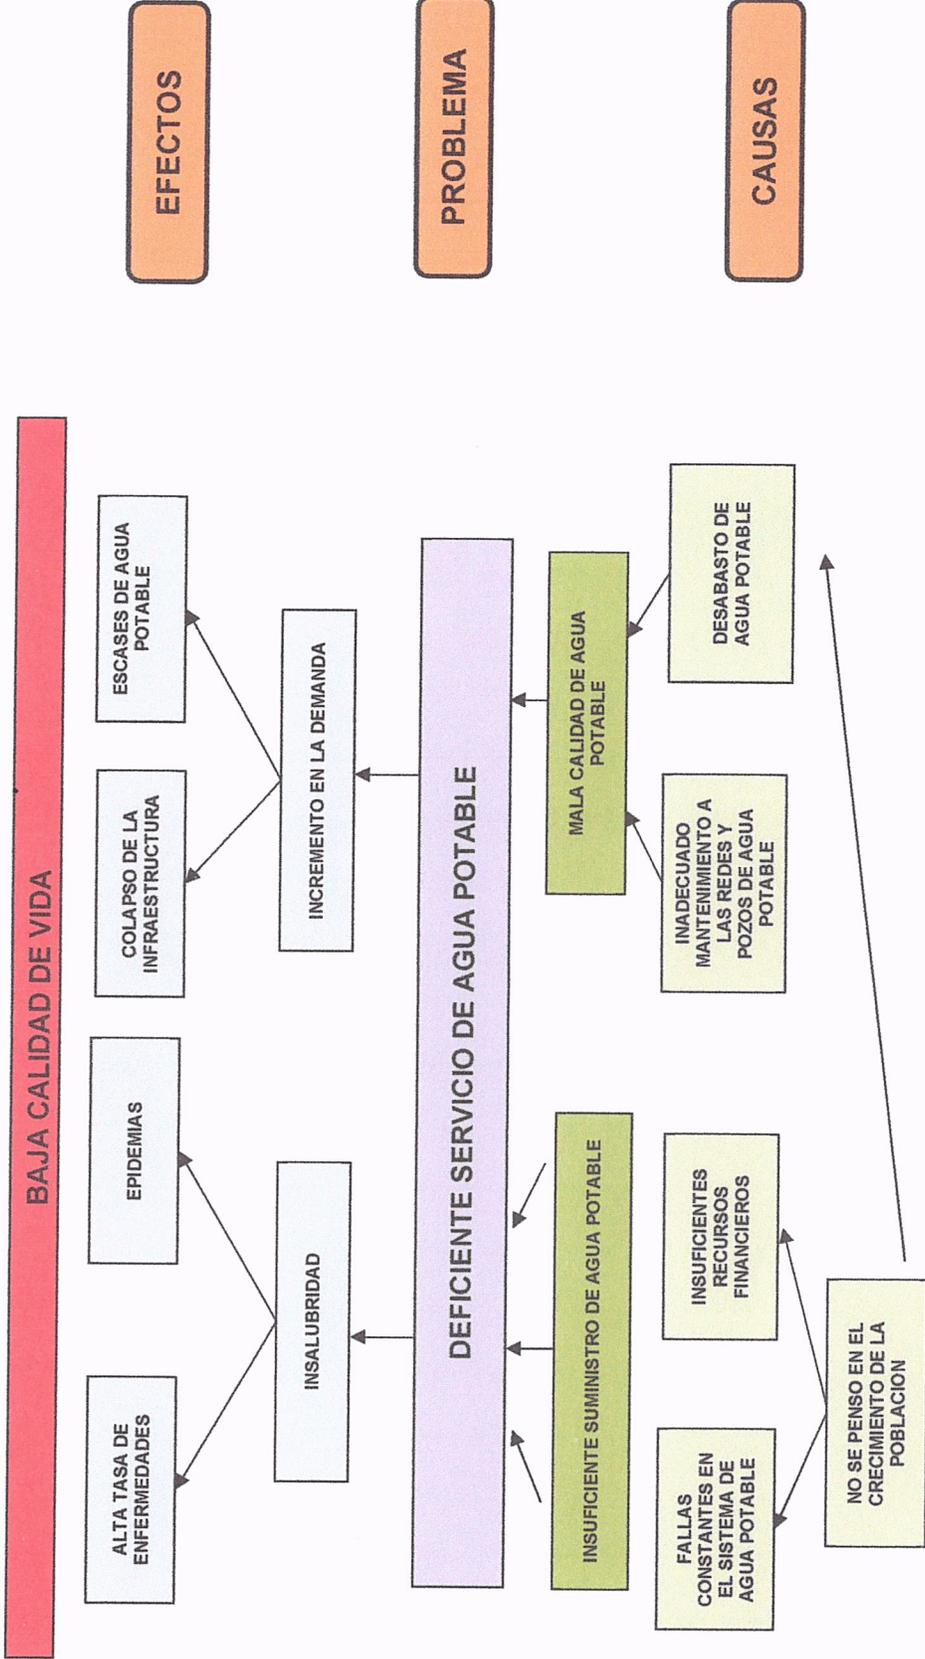 BAJA CALIDAD DE VIDA
ALTA TASA DE
ENFERMEDADES
EPIDEMIAS
COLAPSO DE LA
INFRAESTRUCTURA
ESCASES DE AGUA
POTABLE
EFECTOS
INSALUBRIDAD
INCREMENTO EN LA DEMANDA
DEFICIENTE SERVICIO DE AGUA POTABLE
PROBLEMA
INSUFICIENTE SUMINISTRO DE AGUA POTABLE
MALA CALIDAD DE AGUA
POTABLE
FALLAS
CONSTANTES EN
EL SISTEMA DE
AGUA POTABLE
INSUFICIENTES
RECURSOS
FINANCIEROS
INADECUADO
MANTENIMIENTO A
LAS REDES Y
POZOS DE AGUA
POTABLE
DESABASTO DE
AGUA POTABLE
CAUSAS
NO SE PENSO EN EL
CRECIMIENTO DE LA
POBLACION